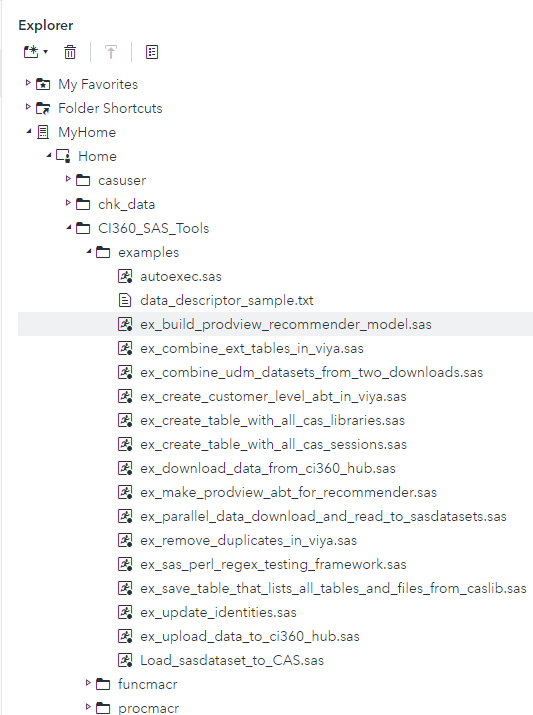 Explorer
My Favorites
Folder Shortcuts
MyHome
Home
casuser
chk_data
CI360_SAS_Tools
examples
autoexec.sas
data_descriptor_sample.txt
ex_build_prodview_recommender_model.sas
ex_combine_ext_tables_in_viya.sas
ex_combine_udm_datasets_from_two_downloads.sas
ex_create_customer_level_abt_in_viya.sas
ex_create_table_with_all_cas_libraries.sas
ex_create_table_with_all_cas_sessions.sas
ex_download_data_from_ci360_hub.sas
ex_make_prodview_abt_for_recommender.sas
ex_parallel_data_download_and_read_to_sasdatasets.sas
ex_remove_duplicates_in_viya.sas
ex_sas_perl_regex_testing_framework.sas
ex_save_table_that_lists_all_tables_and_files_from_caslib.sas
ex_update_identities.sas
ex_upload_data_to_ci360_hub.sas
Load_sasdataset_to_CAS.sas
funcmacr
procmacr